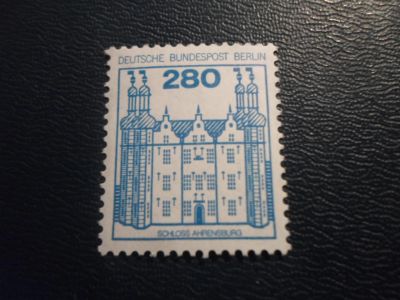 DEUTSCHE BUNDESPOST BERLIN
280
SCHLOSS AHRENSBURG